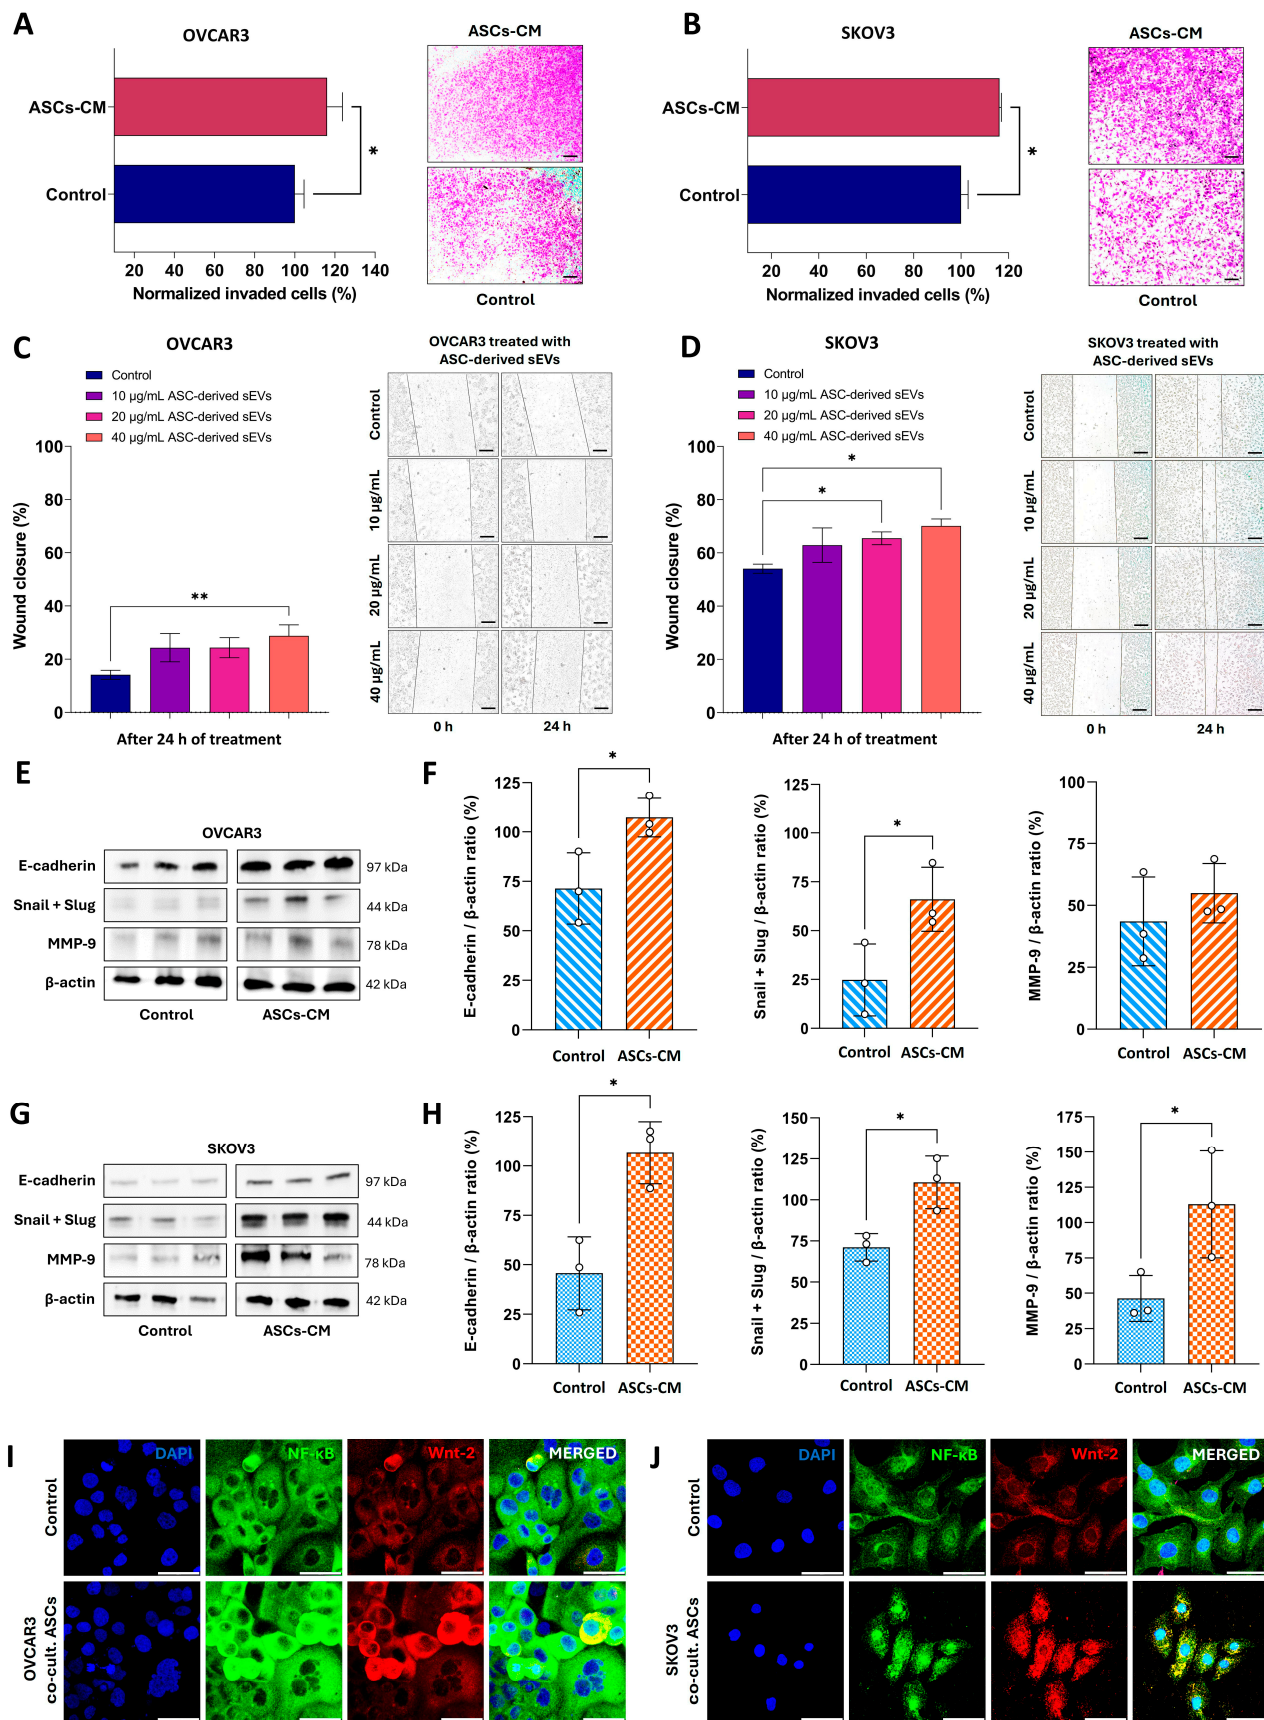 A
OVCAR3
ASCs-CM
ASCs-CM
Control
*
20 40 60 80 100 120 140
Normalized invaded cells (%)
Control
B
SKOV3
ASCs-CM
ASCs-CM
Control
*
20 40 60 80 100 120
Normalized invaded cells (%)
Control
C
OVCAR3
Control
10 µg/mL ASC-derived sEVs
20 µg/mL ASC-derived sEVs
40 µg/mL ASC-derived sEVs
Wound closure (%)
100
80
60
40
20
0
**
After 24 h of treatment
OVCAR3 treated with
ASC-derived sEVs
Control
10 µg/mL
20 µg/mL
40 µg/mL
0 h
24 h
D
SKOV3
Control
10 µg/mL ASC-derived sEVs
20 µg/mL ASC-derived sEVs
40 µg/mL ASC-derived sEVs
Wound closure (%)
100
80
60
40
20
0
*
*
After 24 h of treatment
SKOV3 treated with
ASC-derived sEVs
Control
10 µg/mL
20 µg/mL
40 µg/mL
0 h
24 h
E
OVCAR3
E-cadherin 97 kDa
Snail + Slug 44 kDa
MMP-9 78 kDa
β-actin 42 kDa
Control ASCs-CM
F
E-cadherin / β-actin ratio (%)
125
100
75
50
25
0
*
Control ASCs-CM
Snail + Slug / β-actin ratio (%)
125
100
75
50
25
0
*
Control ASCs-CM
MMP-9 / β-actin ratio (%)
100
75
50
25
0
Control ASCs-CM
G
SKOV3
E-cadherin 97 kDa
Snail + Slug 44 kDa
MMP-9 78 kDa
β-actin 42 kDa
Control ASCs-CM
H
E-cadherin / β-actin ratio (%)
125
100
75
50
25
0
*
Control ASCs-CM
Snail + Slug / β-actin ratio (%)
150
125
100
75
50
25
0
*
Control ASCs-CM
MMP-9 / β-actin ratio (%)
175
150
125
100
75
50
25
0
*
Control ASCs-CM
I
DAPI NF-κB Wnt-2 MERGED
Control
OVCAR3
co-cult. ASCs
J
DAPI NF-κB Wnt-2 MERGED
Control
SKOV3
co-cult. ASCs